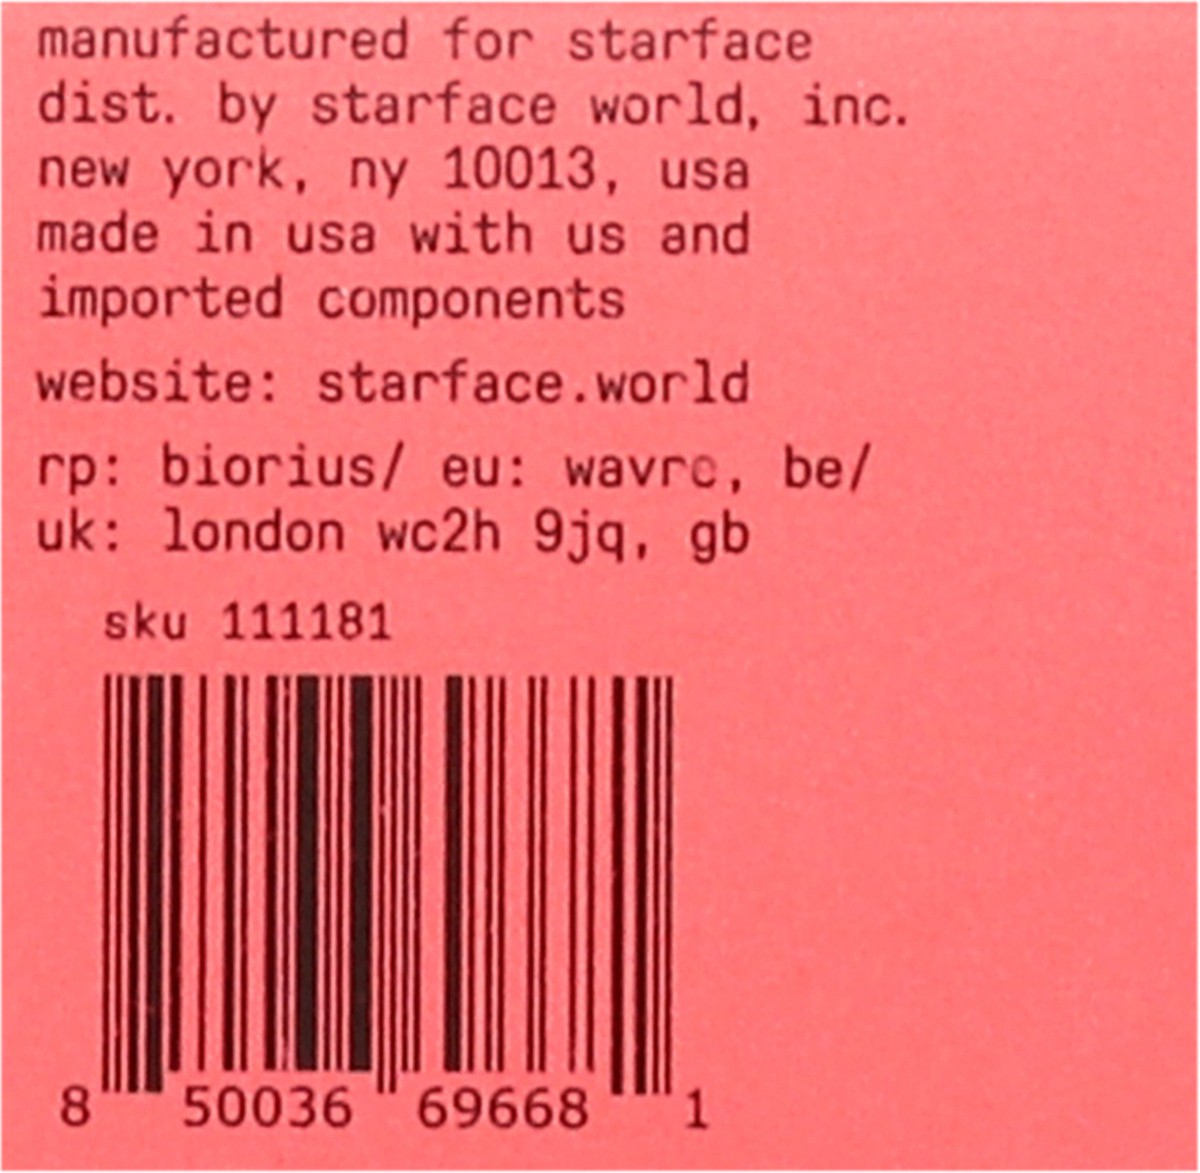 manufactured for starface
dist. by starface world, inc.
new york, ny 10013, usa
made in usa with us and
imported components
website: starface.world
rp: biorius/ eu: wavre, be/
uk: london wc2h 9jq, gb
sku 111181
8 50036 69668 1